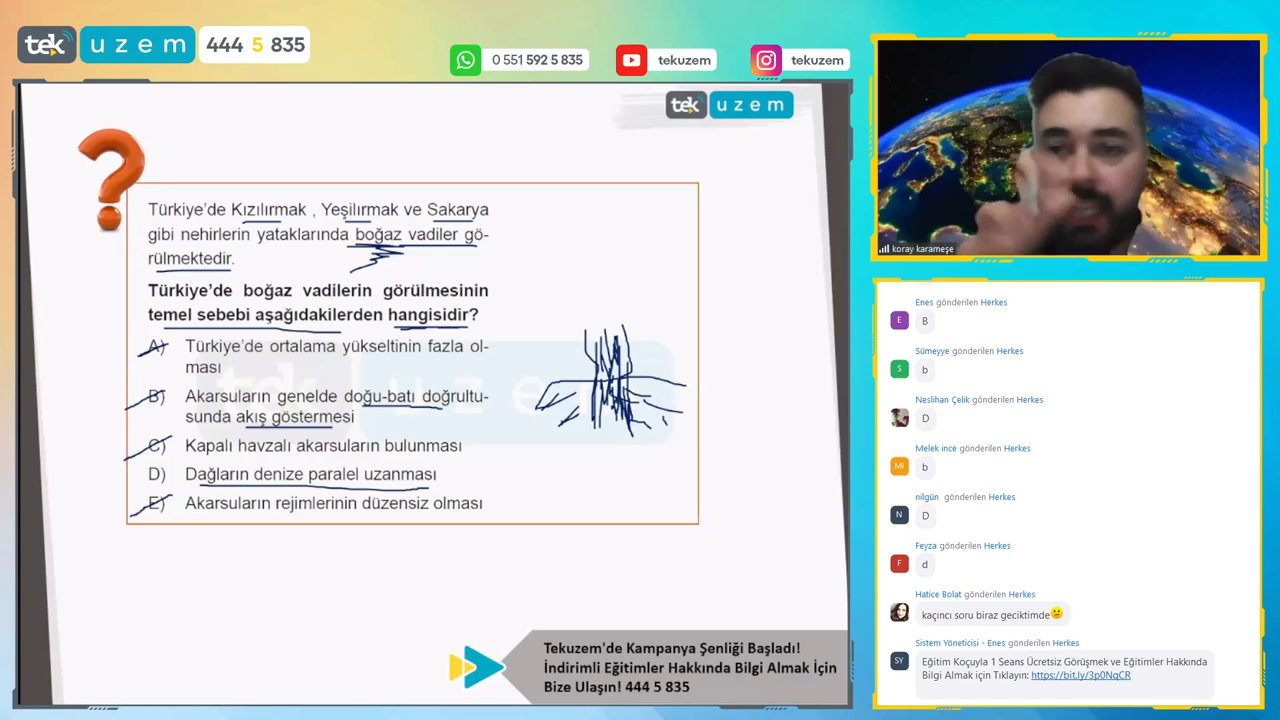 tek uzem 444 5 835
0 551 592 5 835
tekuzem
tekuzem
tek uzem
Türkiye'de Kızılırmak , Yeşilırmak ve Sakarya
gibi nehirlerin yataklarında boğaz vadiler gö-
rülmektedir.
Türkiye'de boğaz vadilerin görülmesinin
temel sebebi aşağıdakilerden hangisidir?
A) Türkiye'de ortalama yükseltinin fazla ol-
ması
B) Akarsuların genelde doğu-batı doğrultu-
sunda akış göstermesi
C) Kapalı havzalı akarsuların bulunması
D) Dağların denize paralel uzanması
E) Akarsuların rejimlerinin düzensiz olması
Tekuzem'de Kampanya Şenliği Başladı!
İndirimli Eğitimler Hakkında Bilgi Almak İçin
Bize Ulaşın! 444 5 835
koray karameşe
Enes gönderilen Herkes
E
B
Sümeyye gönderilen Herkes
S
b
Neslihan Çelik gönderilen Herkes
D
Melek ince gönderilen Herkes
MI
b
nilgün gönderilen Herkes
N
D
Feyza gönderilen Herkes
F
d
Hatice Bolat gönderilen Herkes
kaçıncı soru biraz geciktimde
Sistem Yöneticisi - Enes gönderilen Herkes
SY
Eğitim Koçuyla 1 Seans Ücretsiz Görüşmek ve Eğitimler Hakkında
Bilgi Almak için Tıklayın: https://bit.ly/3p0NqCR